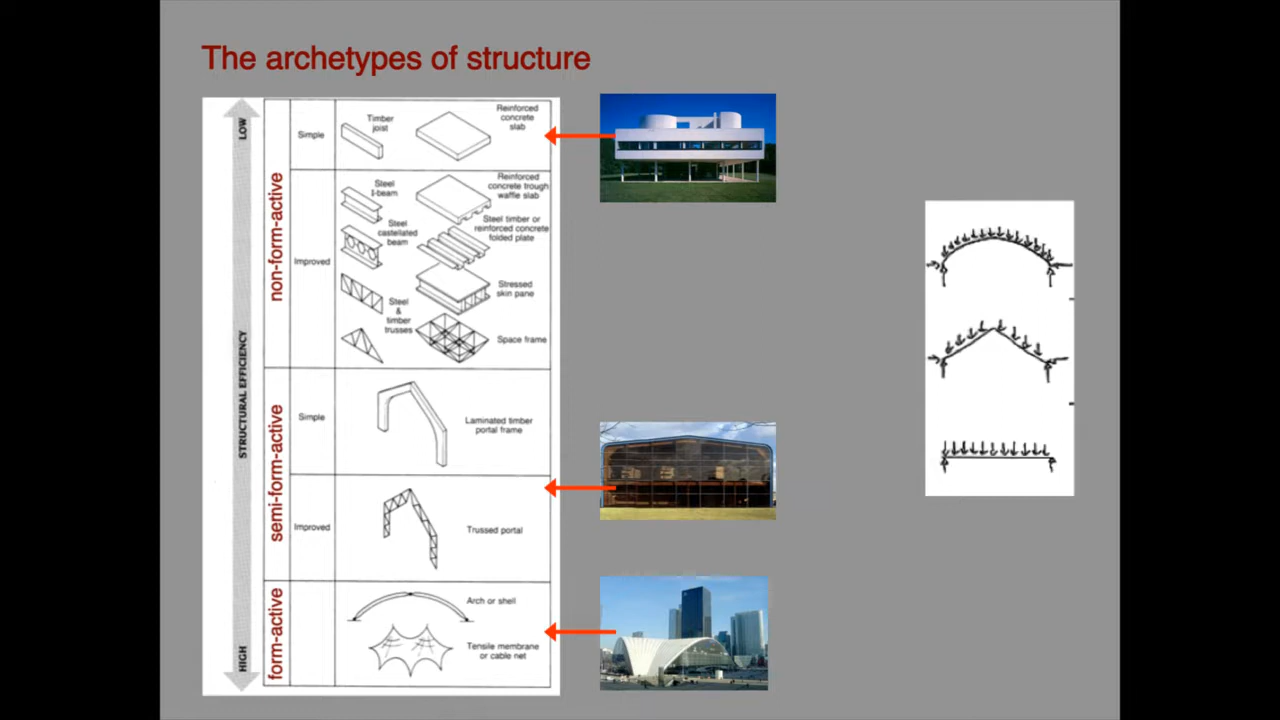 The archetypes of structure
LOW
STRUCTURAL EFFICIENCY
HIGH
non-form-active
Simple
Timber
joist
Reinforced
concrete
slab
Improved
Steel
I-beam
Reinforced
concrete trough
waffle slab
Steel
castellated
beam
Steel timber or
reinforced concrete
folded plate
Stressed
skin pane
Steel
&
timber
trusses
Space frame
semi-form-active
Simple
Laminated timber
portal frame
Improved
Trussed portal
form-active
Arch or shell
Tensile membrane
or cable net